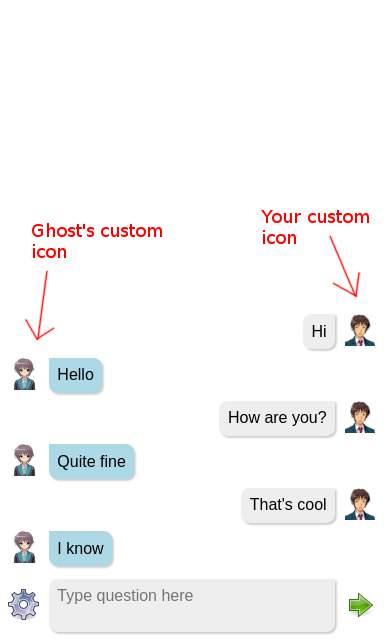 Your custom
icon
Ghost's custom
icon
Hi
Hello
How are you?
Quite fine
That's cool
I know
Type question here